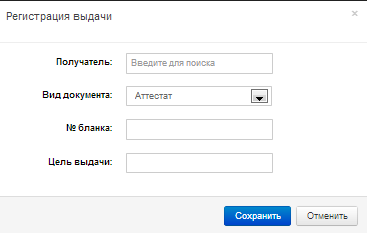 Регистрация выдачи
×
Получатель: Введите для поиска
Вид документа: Аттестат
№ бланка:
Цель выдачи:
Сохранить Отменить